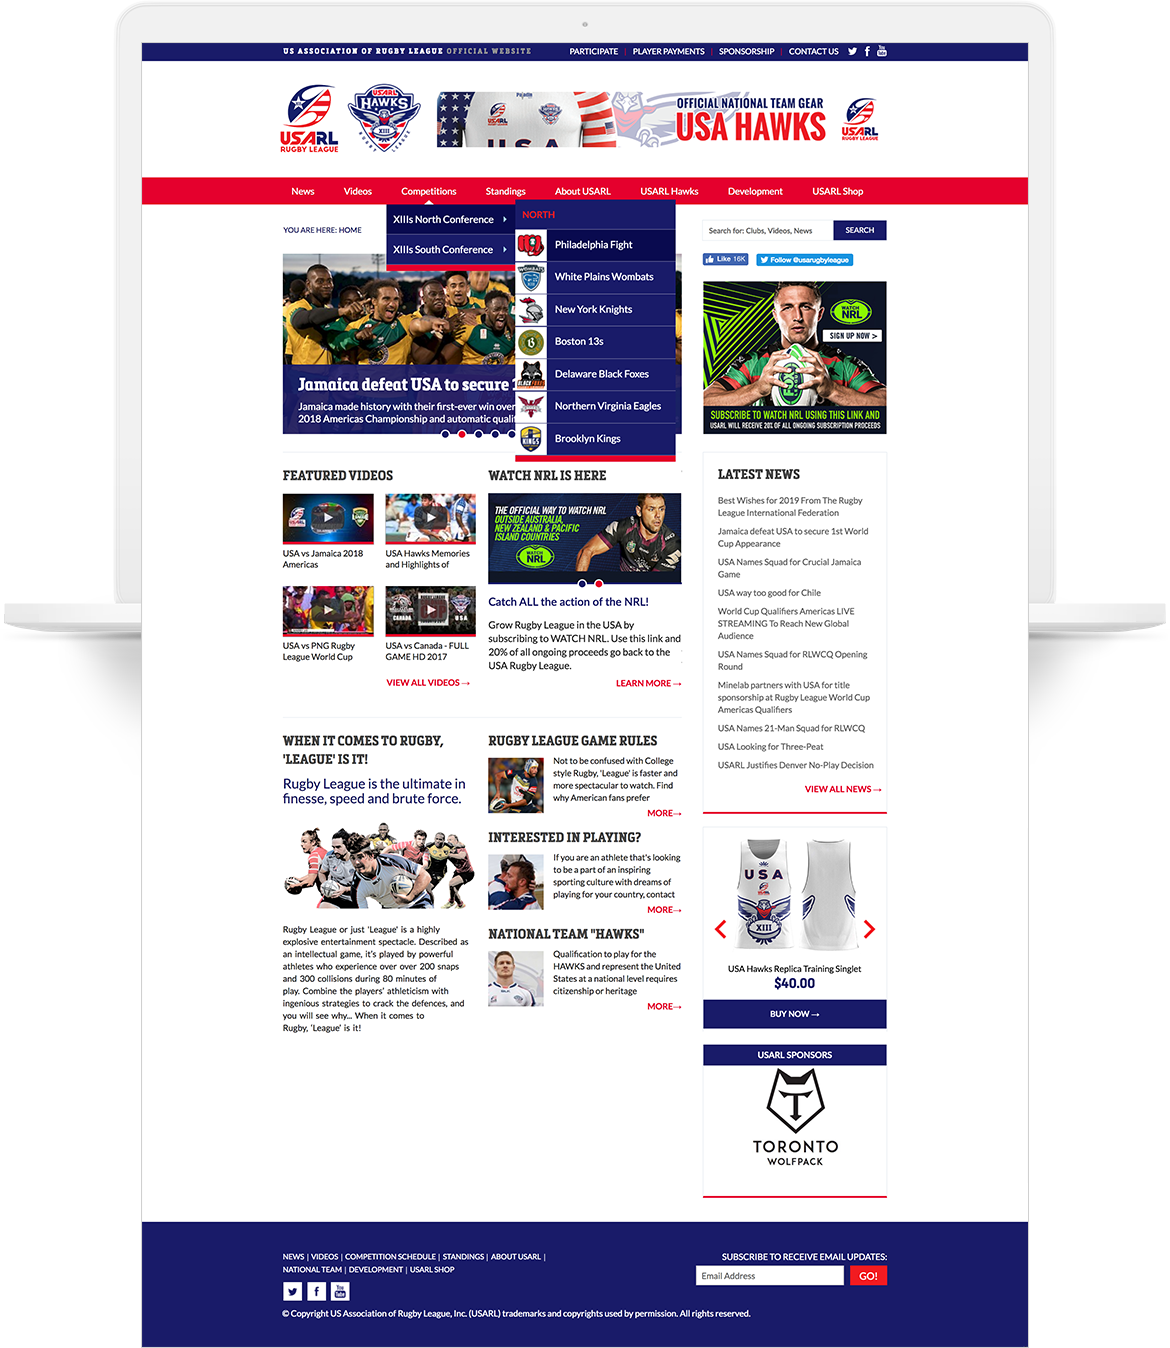 US ASSOCIATION OF RUGBY LEAGUE OFFICIAL WEBSITE
PARTICIPATE | PLAYER PAYMENTS | SPONSORSHIP | CONTACT US
You Tube
USARL
RUGBY LEAGUE
USARL
HAWKS
XIII
RUGBY LEAGUE
USA
OFFICIAL NATIONAL TEAM GEAR
USA HAWKS
USARL
RUGBY LEAGUE
News Videos Competitions Standings About USARL USARL Hawks Development USARL Shop
XIIIs North Conference
XIIIs South Conference
NORTH
Philadelphia Fight
White Plains Wombats
New York Knights
Boston 13s
Delaware Black Foxes
Northern Virginia Eagles
Brooklyn Kings
YOU ARE HERE: HOME
Jamaica defeat USA to secure
Jamaica made history with their first-ever win over
2018 Americas Championship and automatic
Search for: Clubs, Videos, News
SEARCH
Like 16K
Follow @usarugbyleague
WATCH
NRL
SIGN UP NOW >
SUBSCRIBE TO WATCH NRL USING THIS LINK AND
USARL WILL RECEIVE 20% OF ALL ONGOING SUBSCRIPTION PROCEEDS
FEATURED VIDEOS
USA vs Jamaica 2018
Americas
USA Hawks Memories
and Highlights of
CANADA
USA
USA vs PNG Rugby
League World Cup
USA vs Canada - FULL
GAME HD 2017
VIEW ALL VIDEOS →
WATCH NRL IS HERE
THE OFFICIAL WAY TO WATCH NRL
OUTSIDE AUSTRALIA,
NEW ZEALAND & PACIFIC
ISLAND COUNTRIES
WATCH
NRL
Catch ALL the action of the NRL!
Grow Rugby League in the USA by
subscribing to WATCH NRL. Use this link and
20% of all ongoing proceeds go back to the
USA Rugby League.
LEARN MORE →
LATEST NEWS
Best Wishes for 2019 From The Rugby
League International Federation
Jamaica defeat USA to secure 1st World
Cup Appearance
USA Names Squad for Crucial Jamaica
Game
USA way too good for Chile
World Cup Qualifiers Americas LIVE
STREAMING To Reach New Global
Audience
USA Names Squad for RLWCQ Opening
Round
Minelab partners with USA for title
sponsorship at Rugby League World Cup
Americas Qualifiers
USA Names 21-Man Squad for RLWCQ
USA Looking for Three-Peat
USARL Justifies Denver No-Play Decision
VIEW ALL NEWS →
WHEN IT COMES TO RUGBY,
'LEAGUE' IS IT!
Rugby League is the ultimate in
finesse, speed and brute force.
Rugby League or just 'League' is a highly
explosive entertainment spectacle. Described as
an intellectual game, it's played by powerful
athletes who experience over over 200 snaps
and 300 collisions during 80 minutes of
play. Combine the players' athleticism with
ingenious strategies to crack the defences, and
you will see why... When it comes to
Rugby, 'League' is it!
RUGBY LEAGUE GAME RULES
Not to be confused with College
style Rugby, 'League' is faster and
more spectacular to watch. Find
why American fans prefer
MORE→
INTERESTED IN PLAYING?
If you are an athlete that's looking
to be a part of an inspiring
sporting culture with dreams of
playing for your country, contact
MORE→
NATIONAL TEAM "HAWKS"
Qualification to play for the
HAWKS and represent the United
States at a national level requires
citizenship or heritage
MORE→
USA
XIII
USA Hawks Replica Training Singlet
$40.00
BUY NOW →
USARL SPONSORS
TORONTO
WOLFPACK
NEWS | VIDEOS | COMPETITION SCHEDULE | STANDINGS | ABOUT USARL |
NATIONAL TEAM | DEVELOPMENT | USARL SHOP
You Tube
SUBSCRIBE TO RECEIVE EMAIL UPDATES:
Email Address
GO!
© Copyright US Association of Rugby League, Inc. (USARL) trademarks and copyrights used by permission. All rights reserved.